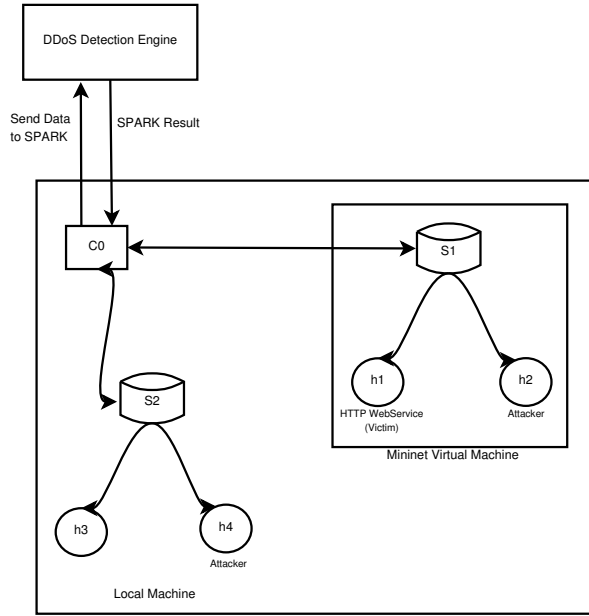 DDoS Detection Engine
Send Data
to SPARK
SPARK Result
C0
S1
h1
h2
HTTP WebService
(Victim)
Attacker
Mininet Virtual Machine
S2
h3
h4
Attacker
Local Machine